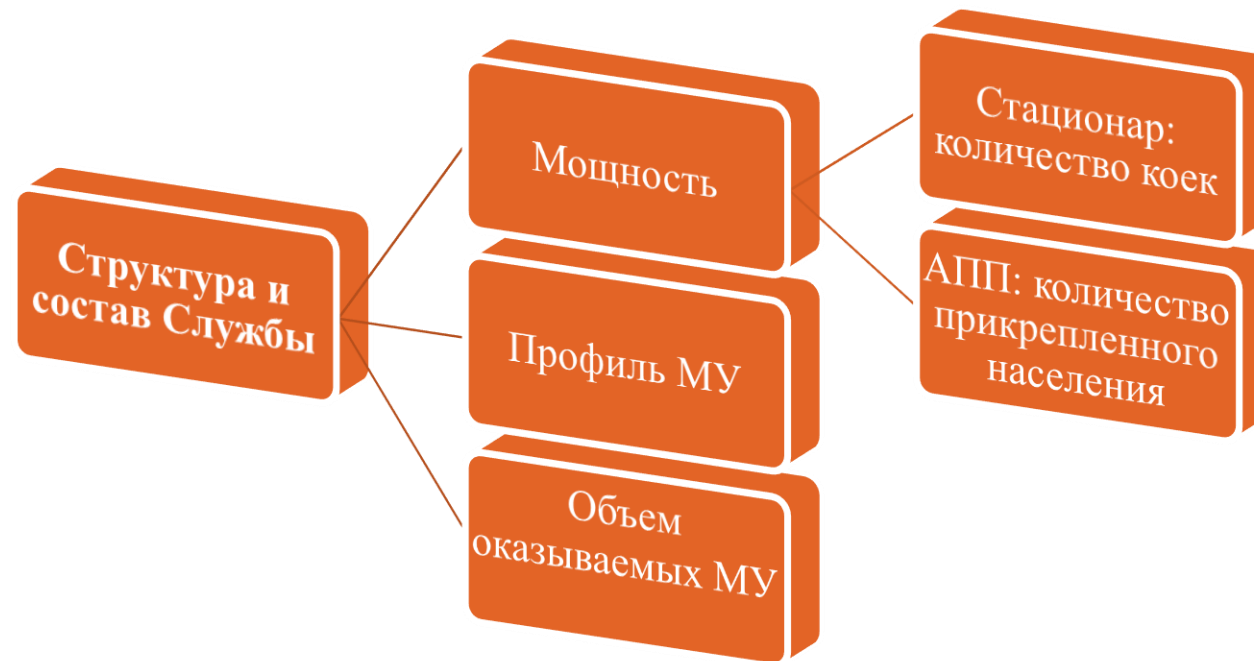 Структура и
состав Службы
Мощность
Профиль МУ
Объем
оказываемых МУ
Стационар:
количество коек
АПП: количество
прикрепленного
населения